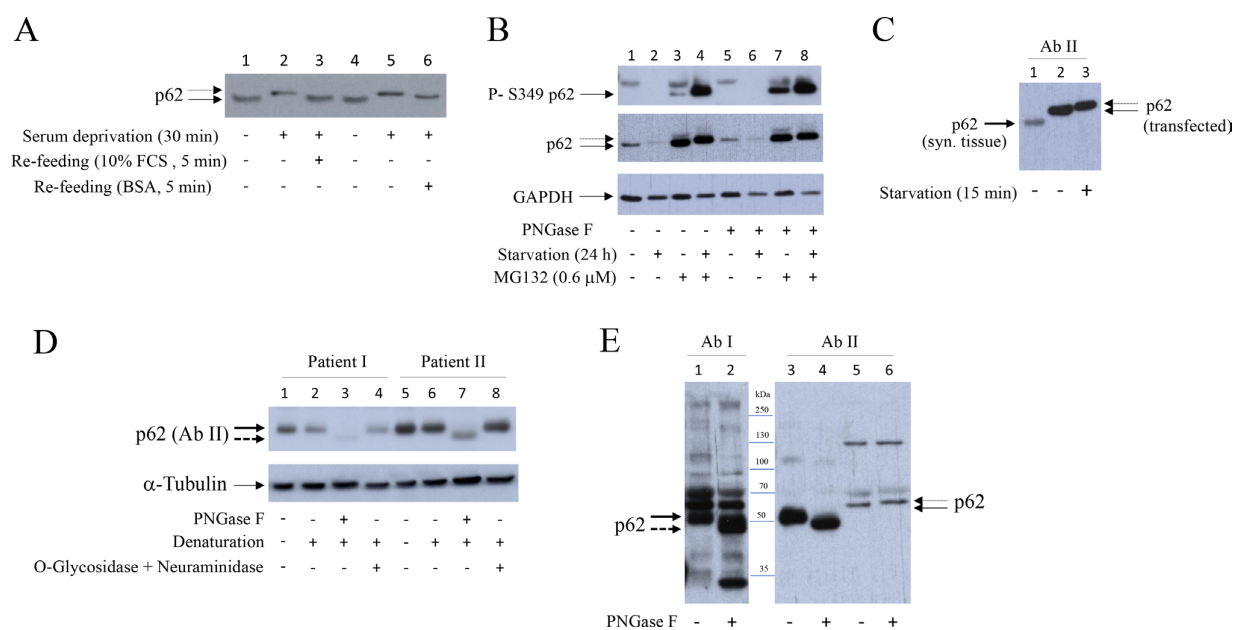 A
1 2 3 4 5 6
p62
Serum deprivation (30 min) - + + - + +
Re-feeding (10% FCS , 5 min) +
Re-feeding (BSA, 5 min) +
B
1 2 3 4 5 6 7 8
P- S349 p62
p62
GAPDH
PNGase F - - - - + + + +
Starvation (24 h) - + - + - + - +
MG132 (0.6 µM) - - + + - - + +
C
Ab II
1 2 3
p62
(syn. tissue)
p62
(transfected)
Starvation (15 min) - - +
D
Patient I Patient II
1 2 3 4 5 6 7 8
p62 (Ab II)
α-Tubulin
PNGase F - - + - - - + -
Denaturation - + + + - + + +
O-Glycosidase + Neuraminidase - - - + - - - +
E
Ab I Ab II
1 2 3 4 5 6
kDa
250
130
100
70
50
35
p62
p62
PNGase F - + - + - +